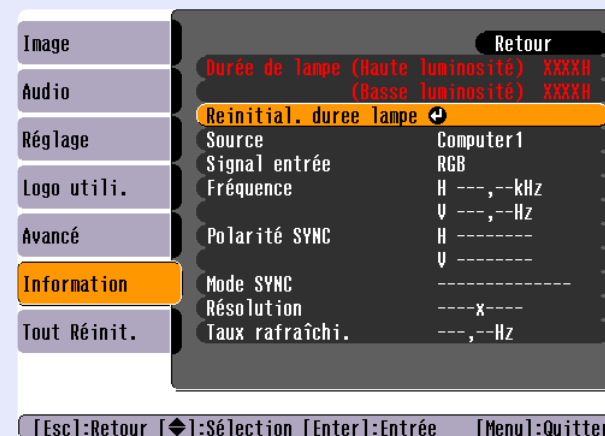 Image
Audio
Réglage
Logo utili.
Avancé
Information
Tout Réinit.
Retour
Durée de lampe (Haute luminosité) XXXXH
(Basse luminosité) XXXXH
Reinitial. duree lampe
Source Computer1
Signal entrée RGB
Fréquence H ---,--kHz
V ---,--Hz
Polarité SYNC H --------
V --------
Mode SYNC --------------
Résolution ----x----
Taux rafraîchi. ---,--Hz
[Esc]:Retour [◆]:Sélection [Enter]:Entrée [Menu]:Quitter